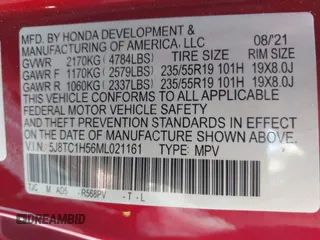 MFD. BY HONDA DEVELOPMENT &
MANUFACTURING OF AMERICA, LLC 08/'21
GVWR 2170KG (4784LBS) TIRE SIZE RIM SIZE
GAWR F 1170KG (2579LBS) 235/55R19 101H 19X8.0J
GAWR R 1060KG (2337LBS) 235/55R19 101H 19X8.0J
THIS VEHICLE CONFORMS TO ALL APPLICABLE
FEDERAL MOTOR VEHICLE SAFETY AND
THEFT PREVENTION STANDARDS IN EFFECT ON THE
DATE OF MANUFACTURE SHOWN ABOVE.
V.I.N.: 5J8TC1H56ML021161 TYPE: MPV
TJC M AD5 R568PV - T - L
DREAMBID